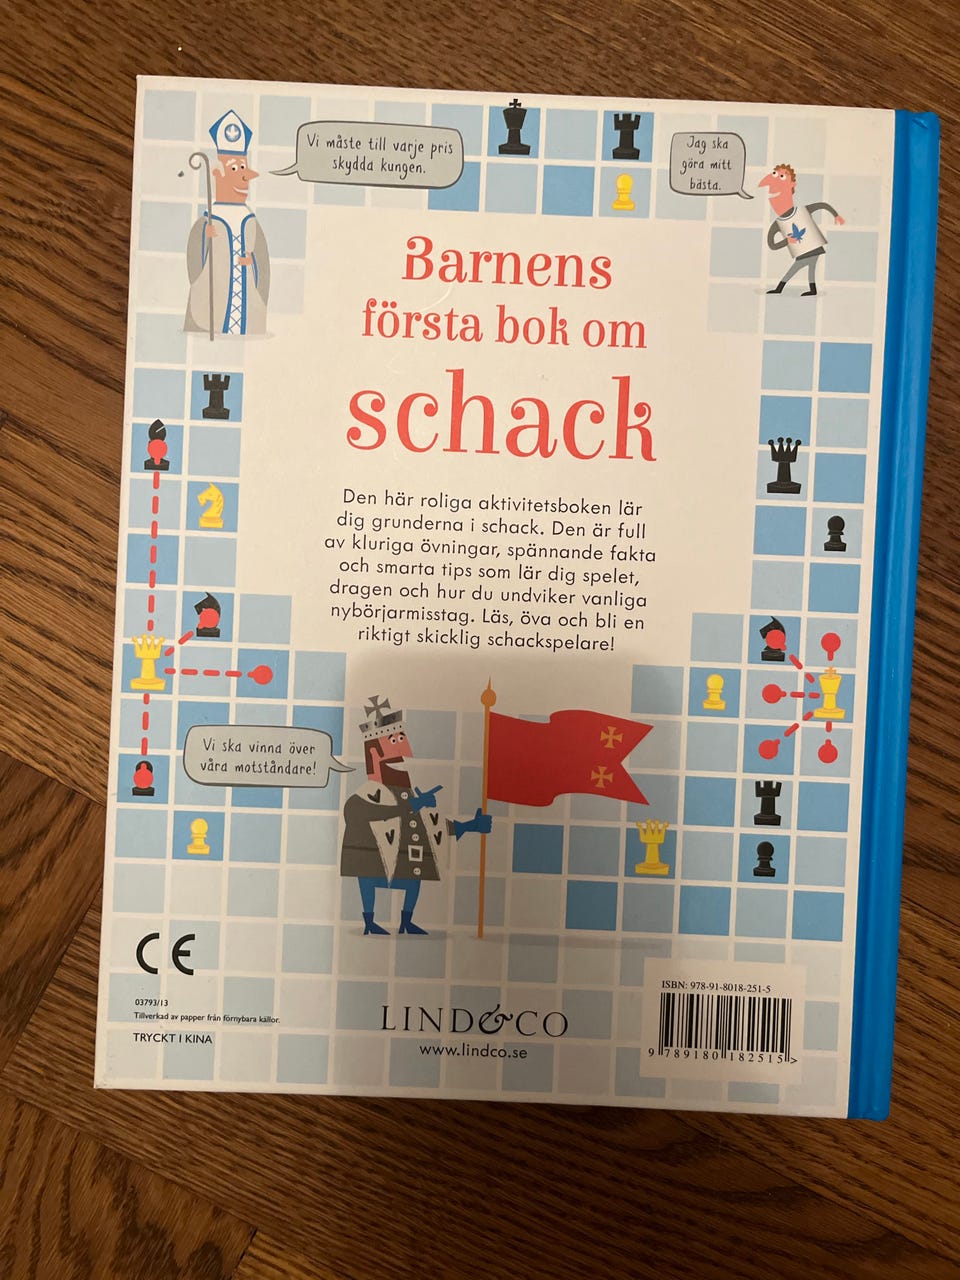 Vi måste till varje pris
skydda kungen.
Jag ska
göra mitt
bästa.
Barnens
första bok om
schack
Den här roliga aktivitetsboken lär
dig grunderna i schack. Den är full
av kluriga övningar, spännande fakta
och smarta tips som lär dig spelet,
dragen och hur du undviker vanliga
nybörjarmisstag. Läs, öva och bli en
riktigt skicklig schackspelare!
Vi ska vinna över
våra motståndare!
CE
03793/13
Tillverkad av papper från förnybara källor.
TRYCKT I KINA
LIND&CO
www.lindco.se
ISBN: 978-91-8018-251-5
9 789180 182515 >